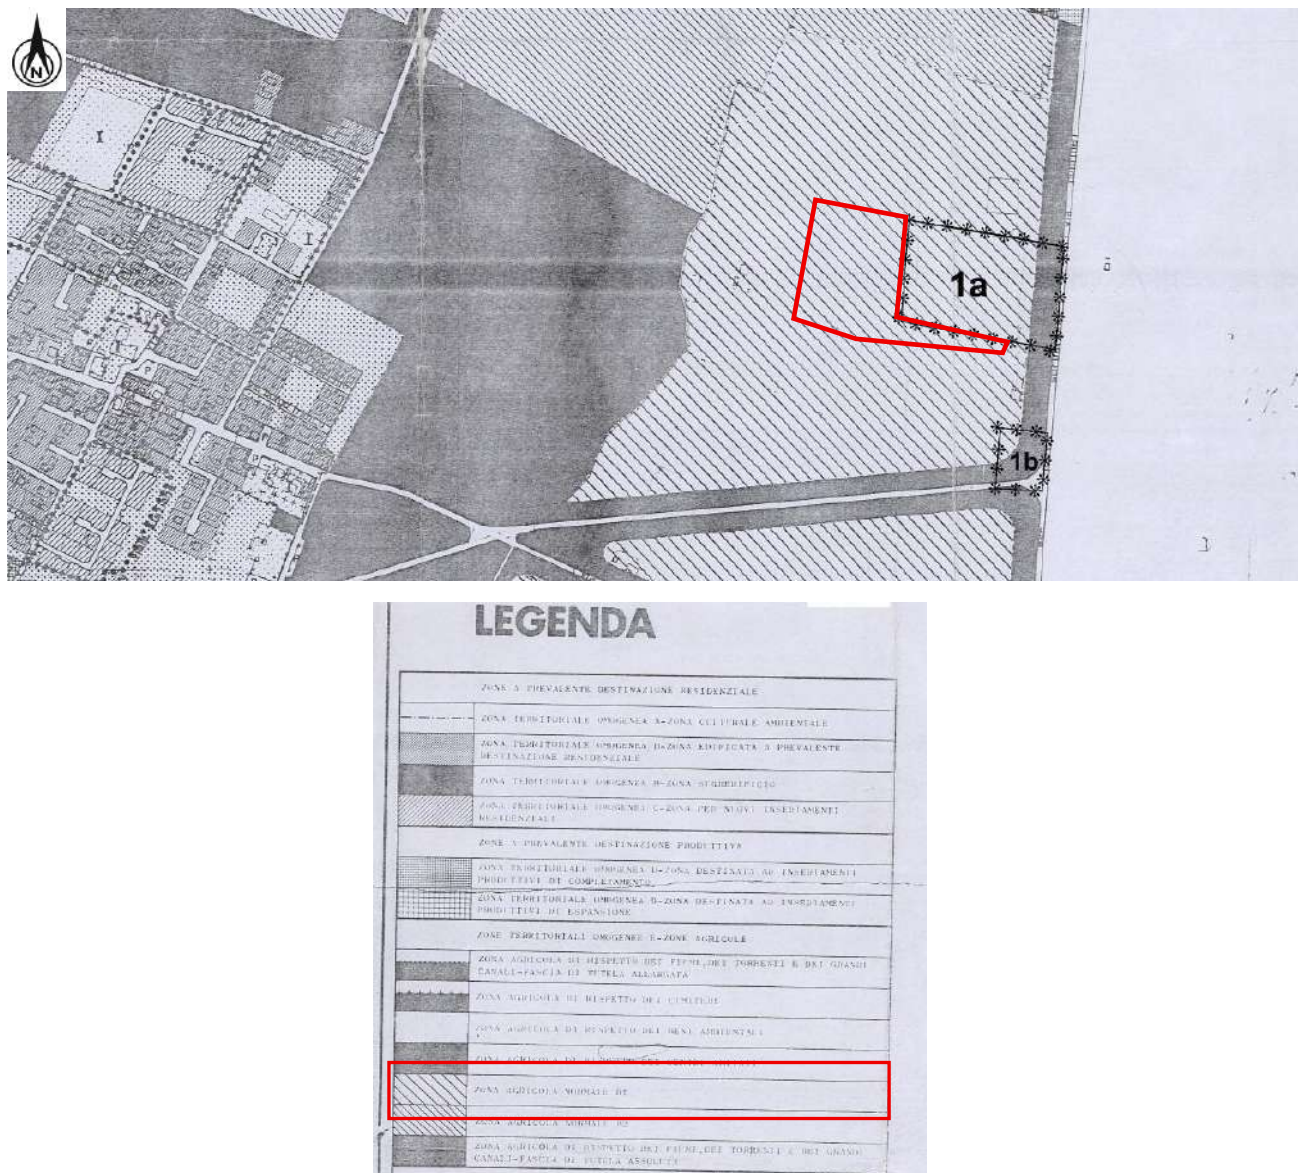 N
I
I
1a
1b
LEGENDA
ZONE A PREVALENTE DESTINAZIONE RESIDENZIALE
ZONA TERRITORIALE OMOGENEA A-ZONA CULTURALE AMBIENTALE
ZONA TERRITORIALE OMOGENEA B-ZONA EDIFICATA A PREVALENTE
DESTINAZIONE RESIDENZIALE
ZONA TERRITORIALE OMOGENEA
ZONA TERRITORIALE OMOGENEA C-ZONA PER NUOVI INSEDIAMENTI
RESIDENZIALI
ZONE A PREVALENTE DESTINAZIONE PRODUTTIVA
ZONA TERRITORIALE OMOGENEA D-ZONA DESTINATA AD INSEDIAMENTI
PRODUTTIVI DI COMPLETAMENTO
ZONA TERRITORIALE OMOGENEA D-ZONA DESTINATA AD INSEDIAMENTI
PRODUTTIVI DI ESPANSIONE
ZONE TERRITORIALI OMOGENEE E-ZONE AGRICOLE
ZONA AGRICOLA DI RISPETTO DEI FIUMI,DEI TORRENTI E DEI GRANDI
CANALI-FASCIA DI TUTELA ALLARGATA
ZONA AGRICOLA DI RISPETTO DEI CIMITERI
ZONA AGRICOLA DI RISPETTO DEI BENI AMBIENTALI
ZONA AGRICOLA DI RISPETTO DEI
ZONA AGRICOLA NORMALE
ZONA AGRICOLA NORMALE
ZONA AGRICOLA DI RISPETTO DEI FIUMI,DEI TORRENTI E DEI GRANDI
CANALI-FASCIA DI TUTELA ASSOLUTA